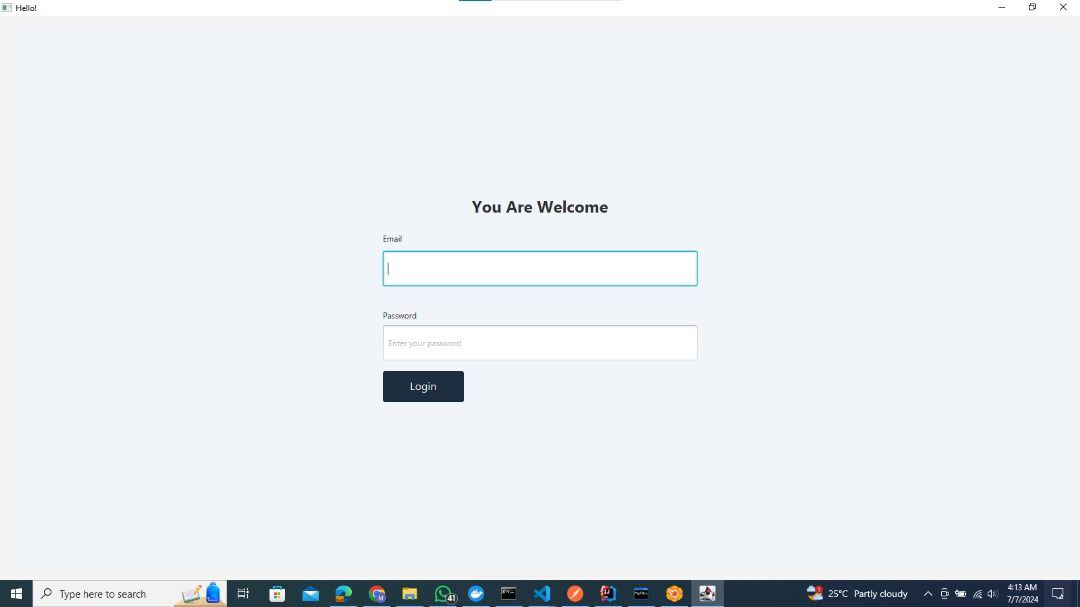 Hello!
You Are Welcome
Email
Password
Enter your password
Login
Type here to search
41
25°C Partly cloudy
4:13 AM
7/7/2024